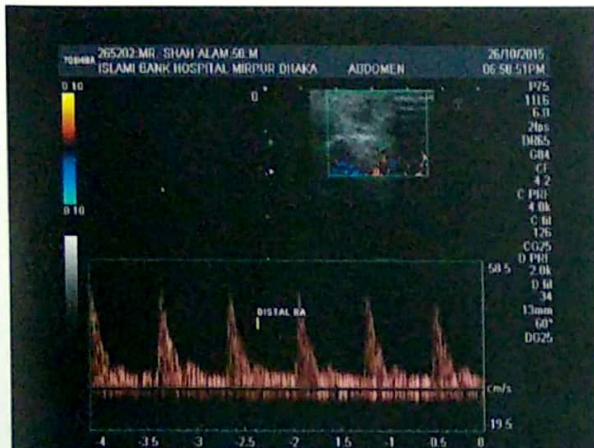 TOSHIBA 265202:MR. SHAH ALAM:50.M 26/10/2015
ISLAMI BANK HOSPITAL MIRPUR DHAKA ABDOMEN 06:58:51PM
0.10
0
P75
11L6
6.0
2fps
DR65
G84
CF
4.2
C PRF
4.0k
C fil
126
CG25
D PRF
2.0k
D fil
34
13mm
60°
DG25
0.10
58.5
DISTAL RA
cm/s
19.5
-4 -3.5 -3 -2.5 -2 -1.5 -1 -0.5 0